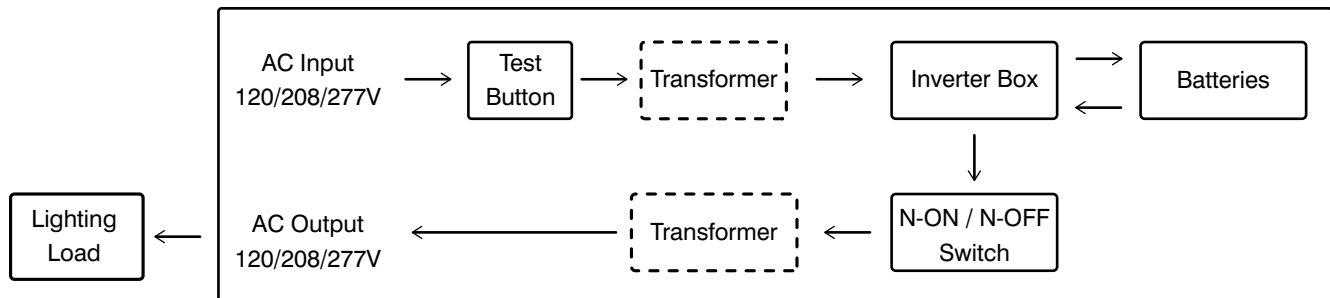 AC Input
120/208/277V
Test
Button
Transformer
Inverter Box
Batteries
Lighting
Load
AC Output
120/208/277V
Transformer
N-ON / N-OFF
Switch